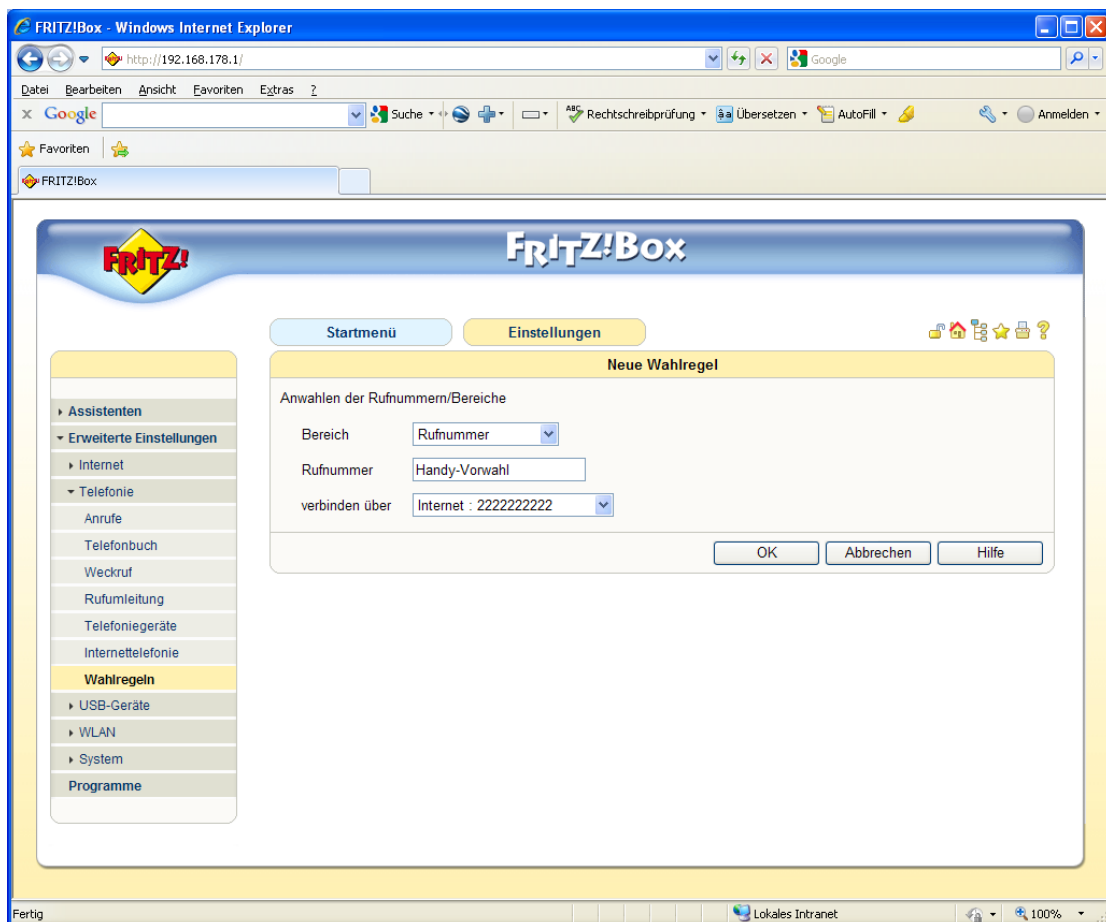 FRITZ!Box - Windows Internet Explorer
http://192.168.178.1/
Google
Datei Bearbeiten Ansicht Favoriten Extras ?
x Google Suche ABC Rechtschreibprüfung âa Übersetzen AutoFill Anmelden
Favoriten
FRITZ!Box
FRITZ!
FRITZ!Box
Startmenü Einstellungen
Neue Wahlregel
Anwahlen der Rufnummern/Bereiche
Bereich Rufnummer
Rufnummer Handy-Vorwahl
verbinden über Internet : 2222222222
OK Abbrechen Hilfe
Assistenten
Erweiterte Einstellungen
Internet
Telefonie
Anrufe
Telefonbuch
Weckruf
Rufumleitung
Telefoniegeräte
Internettelefonie
Wahlregeln
USB-Geräte
WLAN
System
Programme
Fertig Lokales Intranet 100%